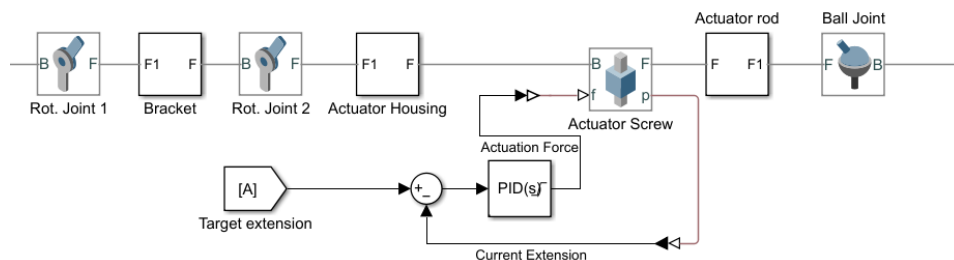 Actuator rod
Ball Joint
B F
F1 F
B F
F1 F
B F
f p
F F1
F B
Rot. Joint 1
Bracket
Rot. Joint 2
Actuator Housing
Actuator Screw
Actuation Force
[A]
+
-
PID(s)
Target extension
Current Extension